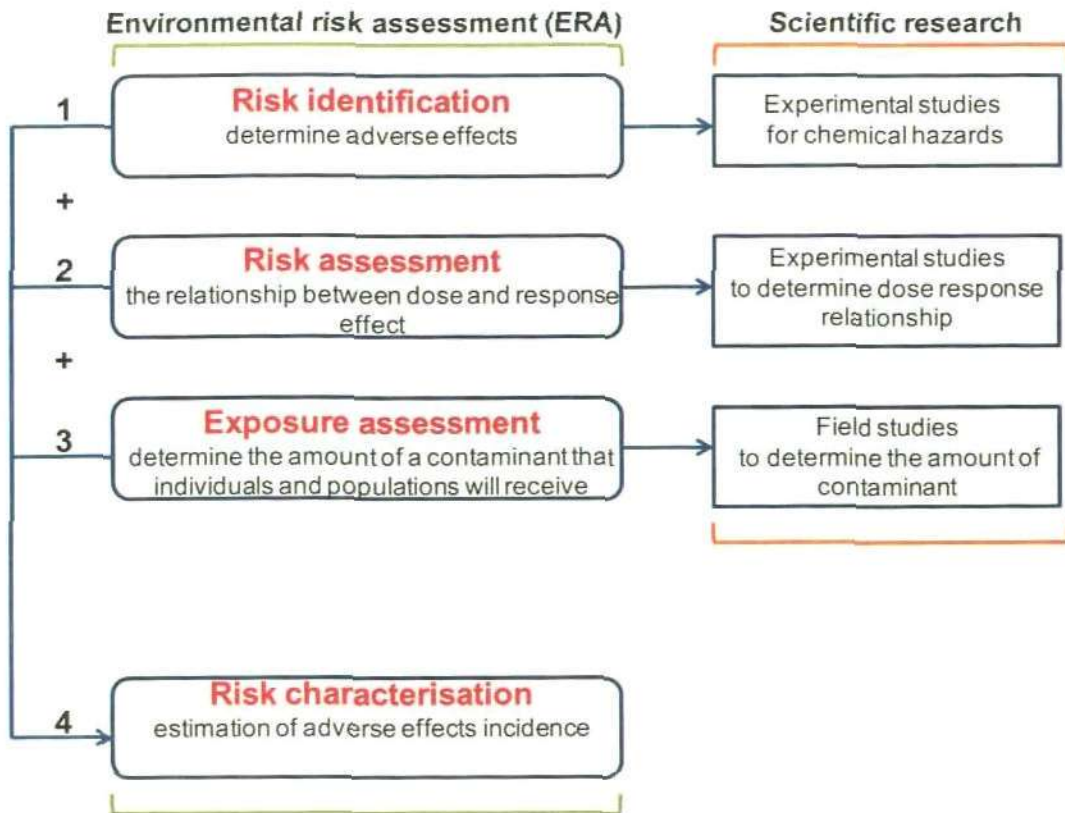 Environmental risk assessment (ERA)
Scientific research
1
Risk identification
determine adverse effects
Experimental studies
for chemical hazards
+
2
Risk assessment
the relationship between dose and response
effect
Experimental studies
to determine dose response
relationship
+
3
Exposure assessment
determine the amount of a contaminant that
individuals and populations will receive
Field studies
to determine the amount of
contaminant
4
Risk characterisation
estimation of adverse effects incidence